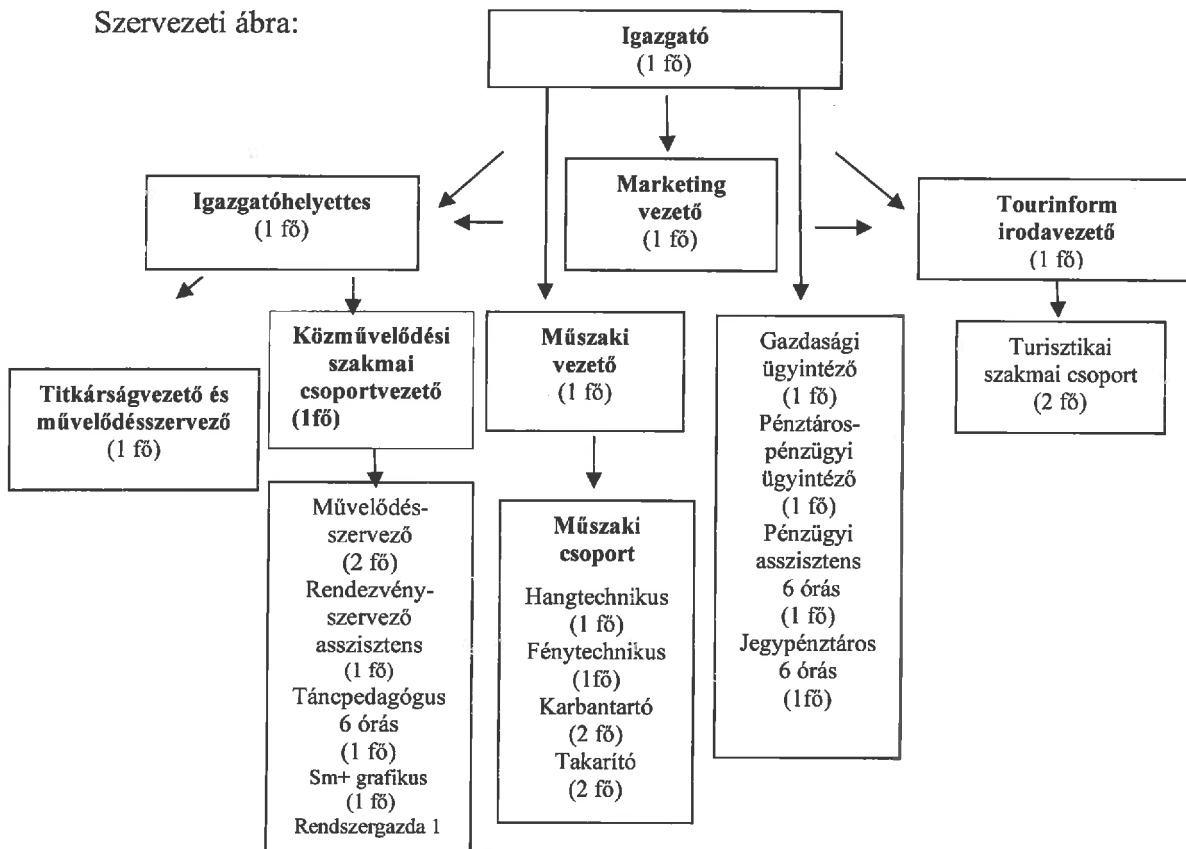 Szervezeti ábra:
Igazgató
(1 fő)
Igazgatóhelyettes
(1 fő)
Marketing
vezető
(1 fő)
Tourinform
irodavezető
(1 fő)
Titkárságvezető és
művelődésszervező
(1 fő)
Közművelődési
szakmai
csoportvezető
(1fő)
Műszaki
vezető
(1 fő)
Gazdasági
ügyintéző
(1 fő)
Pénztáros-
pénzügyi
ügyintéző
(1 fő)
Pénzügyi
asszisztens
6 órás
(1 fő)
Jegypénztáros
6 órás
(1fő)
Turisztikai
szakmai csoport
(2 fő)
Művelődés-
szervező
(2 fő)
Rendezvény-
szervező
asszisztens
(1 fő)
Táncpedagógus
6 órás
(1 fő)
Sm+ grafikus
(1 fő)
Rendszergazda 1
Műszaki
csoport
Hangtechnikus
(1 fő)
Fénytechnikus
(1fő)
Karbantartó
(2 fő)
Takarító
(2 fő)